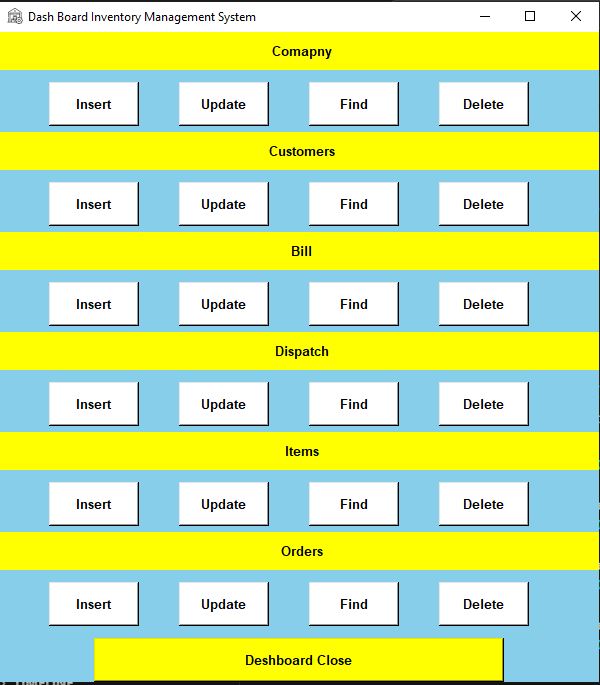 Dash Board Inventory Management System
Comapny
Insert Update Find Delete
Customers
Insert Update Find Delete
Bill
Insert Update Find Delete
Dispatch
Insert Update Find Delete
Items
Insert Update Find Delete
Orders
Insert Update Find Delete
Deshboard Close